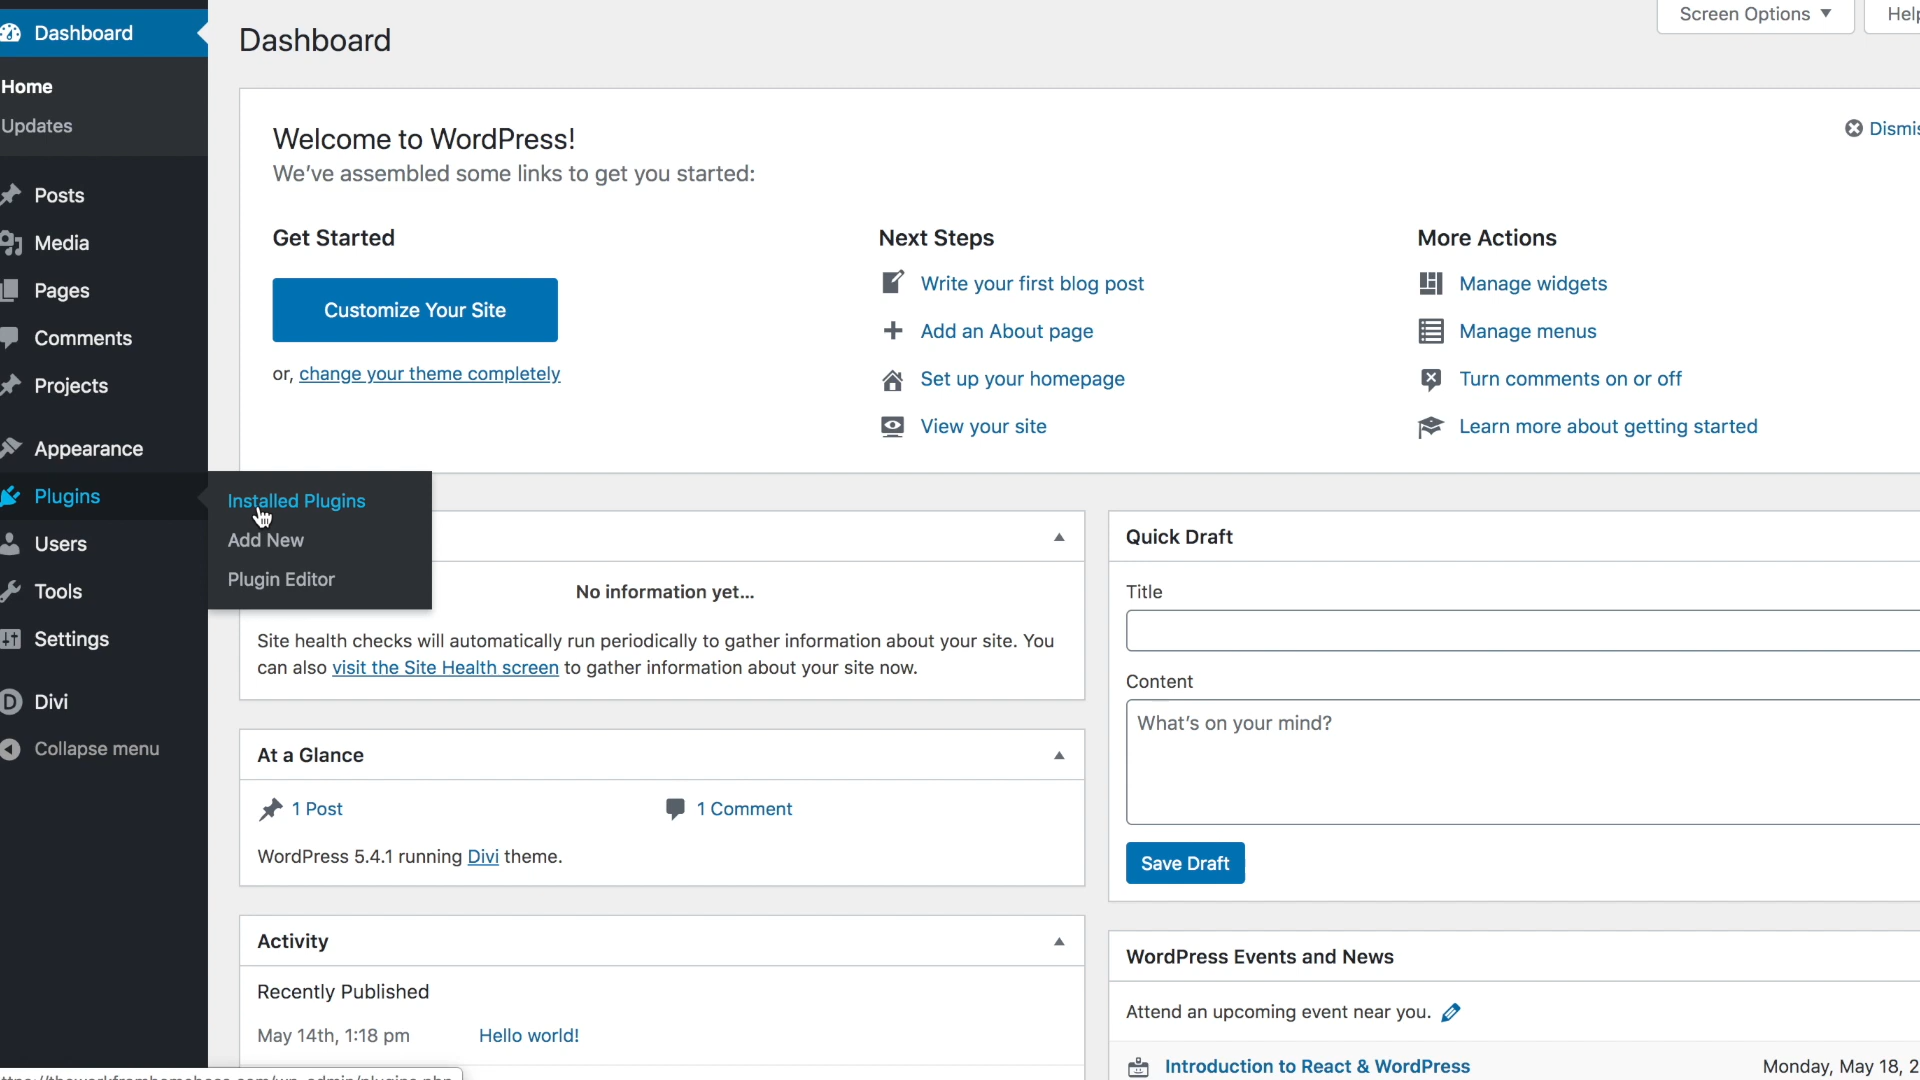 Dashboard
Home
Updates
Posts
Media
Pages
Comments
Projects
Appearance
Plugins
Users
Tools
Settings
Divi
Collapse menu
Installed Plugins
Add New
Plugin Editor
Dashboard
Screen Options ▼
Help
Welcome to WordPress!
We've assembled some links to get you started:
Dismis
Get Started
Customize Your Site
or, change your theme completely
Next Steps
Write your first blog post
Add an About page
Set up your homepage
View your site
More Actions
Manage widgets
Manage menus
Turn comments on or off
Learn more about getting started
No information yet...
Site health checks will automatically run periodically to gather information about your site. You
can also visit the Site Health screen to gather information about your site now.
At a Glance
1 Post
1 Comment
WordPress 5.4.1 running Divi theme.
Activity
Recently Published
May 14th, 1:18 pm
Hello world!
Quick Draft
Title
Content
What's on your mind?
Save Draft
WordPress Events and News
Attend an upcoming event near you.
Introduction to React & WordPress
Monday, May 18, 2